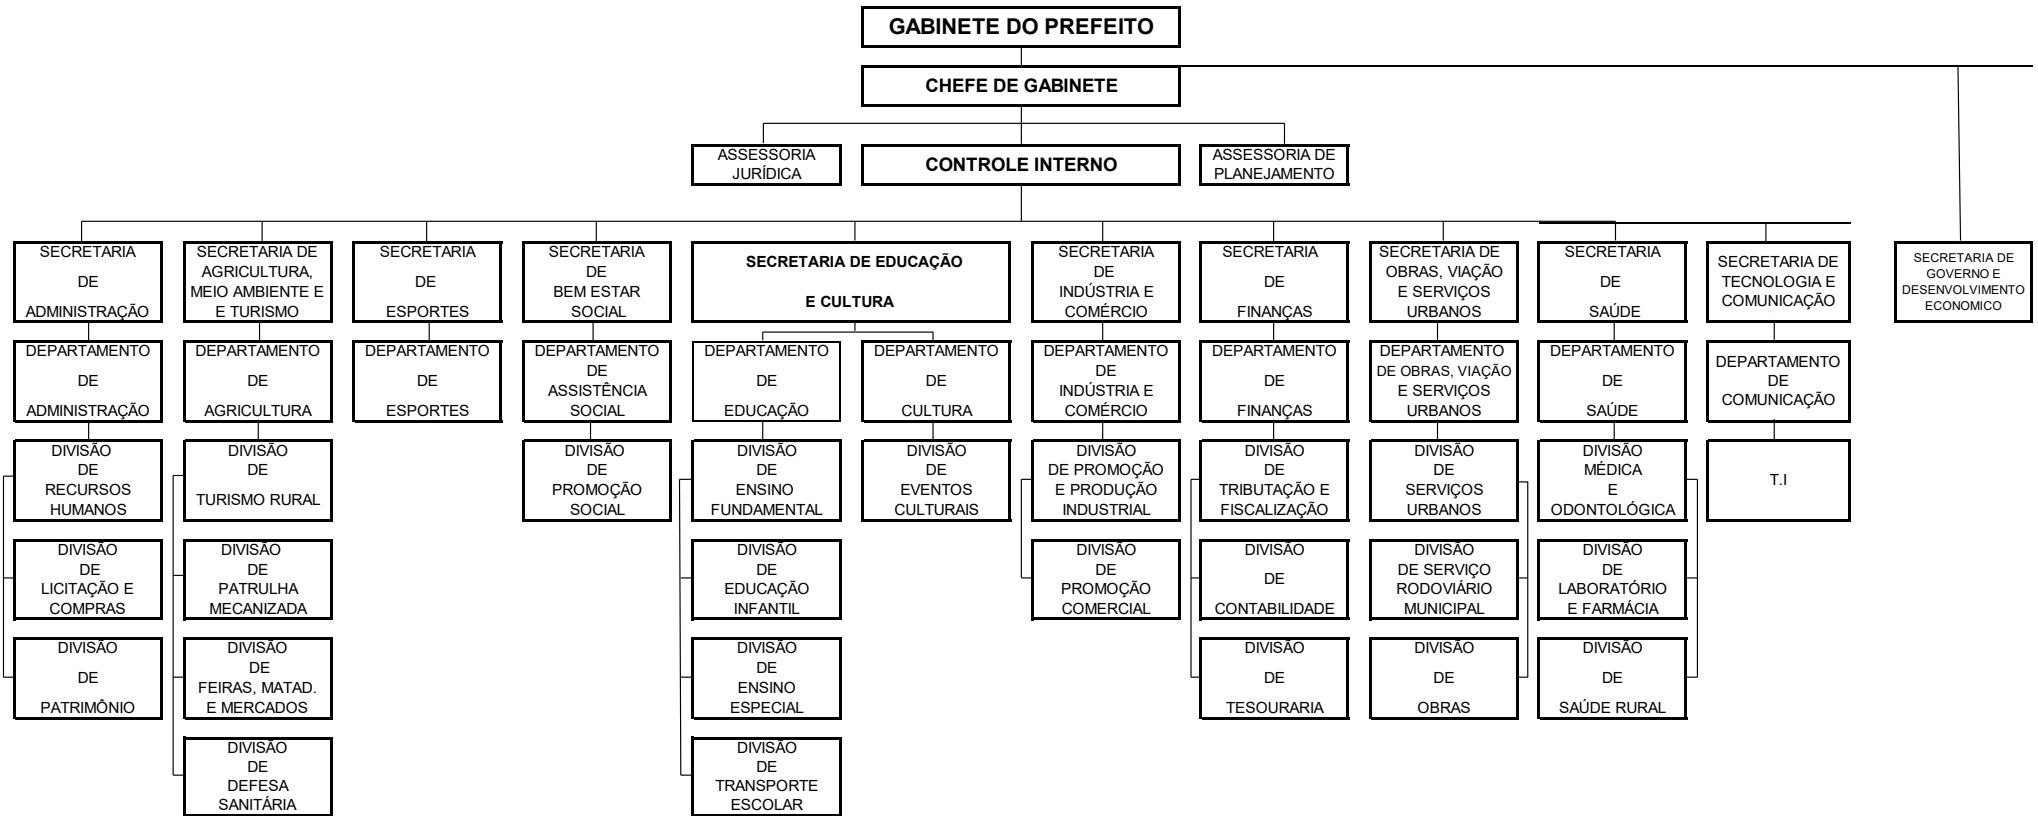 GABINETE DO PREFEITO
CHEFE DE GABINETE
ASSESSORIA
JURÍDICA
CONTROLE INTERNO
ASSESSORIA DE
PLANEJAMENTO
SECRETARIA
DE
ADMINISTRAÇÃO
SECRETARIA DE
AGRICULTURA,
MEIO AMBIENTE E
E TURISMO
SECRETARIA
DE
ESPORTES
SECRETARIA
DE
BEM ESTAR
SOCIAL
SECRETARIA DE EDUCAÇÃO
E CULTURA
SECRETARIA
DE
INDÚSTRIA E
COMÉRCIO
SECRETARIA
DE
FINANÇAS
SECRETARIA DE
OBRAS, VIAÇÃO
E SERVIÇOS
URBANOS
SECRETARIA
DE
SAÚDE
SECRETARIA DE
TECNOLOGIA E
COMUNICAÇÃO
SECRETARIA DE
GOVERNO E
DESENVOLVIMENTO
ECONOMICO
DEPARTAMENTO
DE
ADMINISTRAÇÃO
DEPARTAMENTO
DE
AGRICULTURA
DEPARTAMENTO
DE
ESPORTES
DEPARTAMENTO
DE
ASSISTÊNCIA
SOCIAL
DEPARTAMENTO
DE
EDUCAÇÃO
DEPARTAMENTO
DE
CULTURA
DEPARTAMENTO
DE
INDÚSTRIA E
COMÉRCIO
DEPARTAMENTO
DE
FINANÇAS
DEPARTAMENTO
DE OBRAS, VIAÇÃO
E SERVIÇOS
URBANOS
DEPARTAMENTO
DE
SAÚDE
DEPARTAMENTO
DE
COMUNICAÇÃO
DIVISÃO
DE
RECURSOS
HUMANOS
DIVISÃO
DE
TURISMO RURAL
DIVISÃO
DE
PROMOÇÃO
SOCIAL
DIVISÃO
DE
ENSINO
FUNDAMENTAL
DIVISÃO
DE
EVENTOS
CULTURAIS
DIVISÃO
DE PROMOÇÃO
E PRODUÇÃO
INDUSTRIAL
DIVISÃO
DE
TRIBUTAÇÃO E
FISCALIZAÇÃO
DIVISÃO
DE
SERVIÇOS
URBANOS
DIVISÃO
MÉDICA
E
ODONTOLÓGICA
T.I
DIVISÃO
DE
LICITAÇÃO E
COMPRAS
DIVISÃO
DE
PATRULHA
MECANIZADA
DIVISÃO
DE
EDUCAÇÃO
INFANTIL
DIVISÃO
DE
PROMOÇÃO
COMERCIAL
DIVISÃO
DE
CONTABILIDADE
DIVISÃO
DE SERVIÇO
RODOVIÁRIO
MUNICIPAL
DIVISÃO
DE
LABORATÓRIO
E FARMÁCIA
DIVISÃO
DE
PATRIMÔNIO
DIVISÃO
DE
FEIRAS, MATAD.
E MERCADOS
DIVISÃO
DE
ENSINO
ESPECIAL
DIVISÃO
DE
TESOURARIA
DIVISÃO
DE
OBRAS
DIVISÃO
DE
SAÚDE RURAL
DIVISÃO
DE
DEFESA
SANITÁRIA
DIVISÃO
DE
TRANSPORTE
ESCOLAR